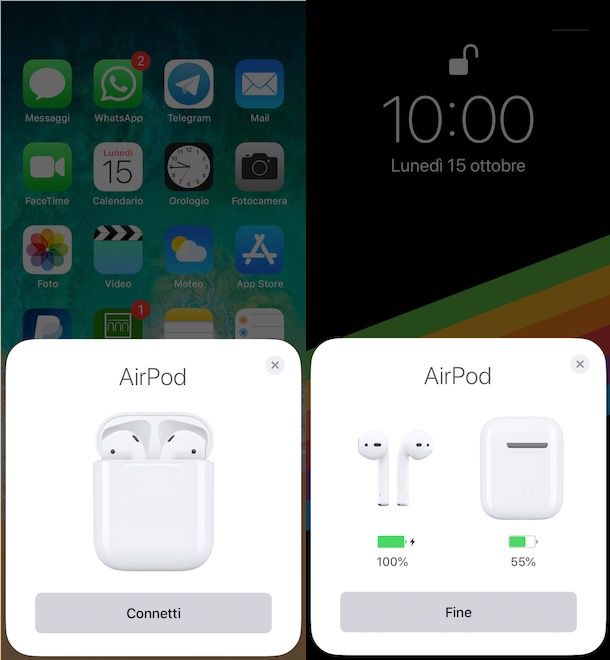 2
Messaggi WhatsApp Telegram Mail
Lunedì
15
FaceTime Calendario Orologio Fotocamera
Foto Video Meteo App Store
1
AirPod
Connetti
10:00
Lunedì 15 ottobre
AirPod
100% 55%
Fine